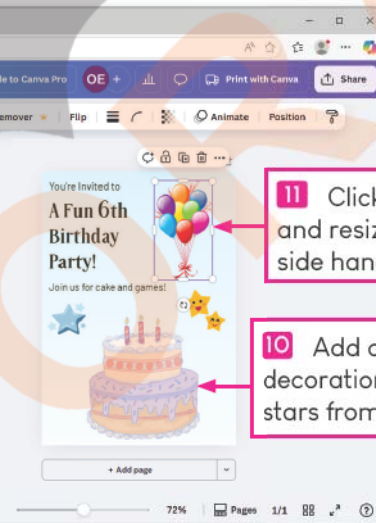 de to Canva Pro OE + Print with Canva Share
emover Flip Animate Position
You're Invited to
A Fun 6th
Birthday
Party!
Join us for cake and games!
11 Click
and resiz
side han
10 Add c
decoration
stars from
+ Add page
72% Pages 1/1